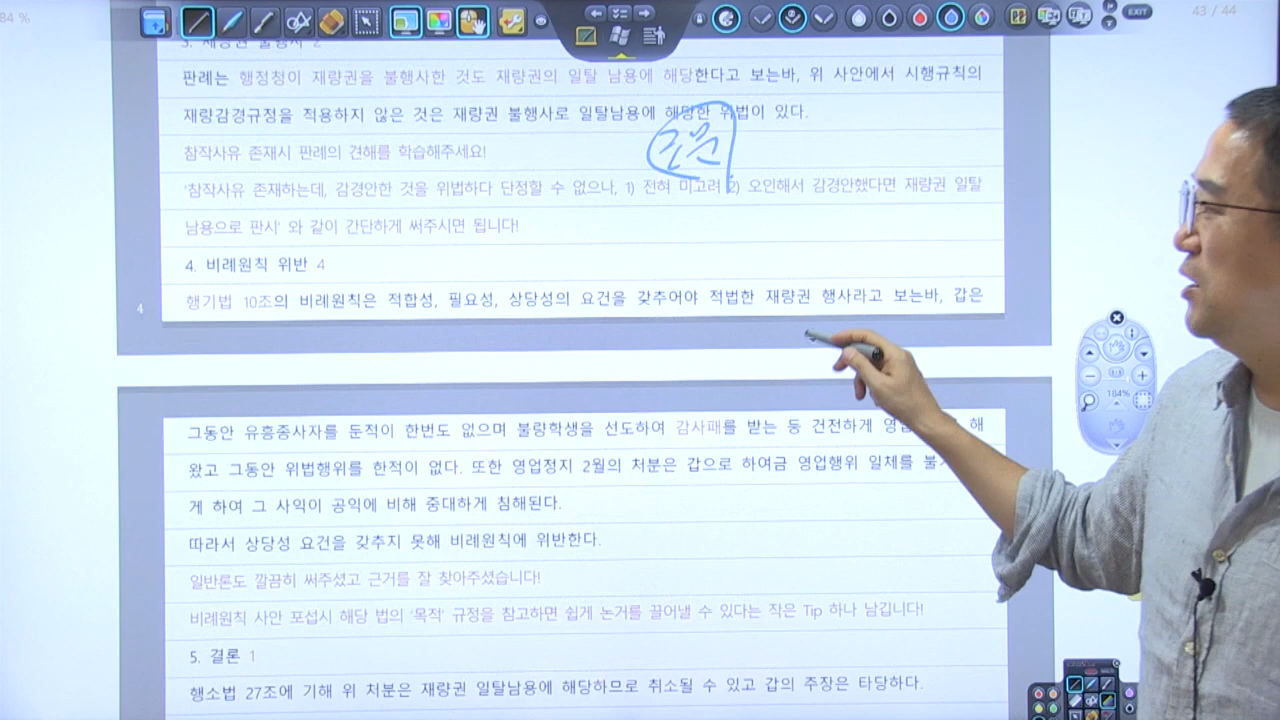 84 %
43 / 44
EXIT
3. 재량권 불행사 2
판례는 행정청이 재량권을 불행사한 것도 재량권의 일탈 남용에 해당한다고 보는바, 위 사안에서 시행규칙의
재량감경규정을 적용하지 않은 것은 재량권 불행사로 일탈남용에 해당한 위법이 있다.
참작사유 존재시 판례의 견해를 학습해주세요!
'참작사유 존재하는데, 감경안한 것을 위법하다 단정할 수 없으나, 1) 전혀 미고려 2) 오인해서 감경안했다면 재량권 일탈
남용으로 판시' 와 같이 간단하게 써주시면 됩니다!
4. 비례원칙 위반 4
행기법 10조의 비례원칙은 적합성, 필요성, 상당성의 요건을 갖추어야 적법한 재량권 행사라고 보는바, 갑은
4
184%
그동안 유흥종사자를 둔적이 한번도 없으며 불량학생을 선도하여 감사패를 받는 등 건전하게 해
왔고 그동안 위법행위를 한적이 없다. 또한 영업정지 2월의 처분은 갑으로 하여금 영업행위 일체를
게 하여 그 사익이 공익에 비해 중대하게 침해된다.
따라서 상당성 요건을 갖추지 못해 비례원칙에 위반한다.
일반론도 깔끔히 써주셨고 근거를 잘 찾아주셨습니다!
비례원칙 사안 포섭시 해당 법의 '목적' 규정을 참고하면 쉽게 논거를 끌어낼 수 있다는 작은 Tip 하나 남깁니다!
5. 결론 1
행소법 27조에 기해 위 처분은 재량권 일탈남용에 해당하므로 취소될 수 있고 갑의 주장은 타당하다.